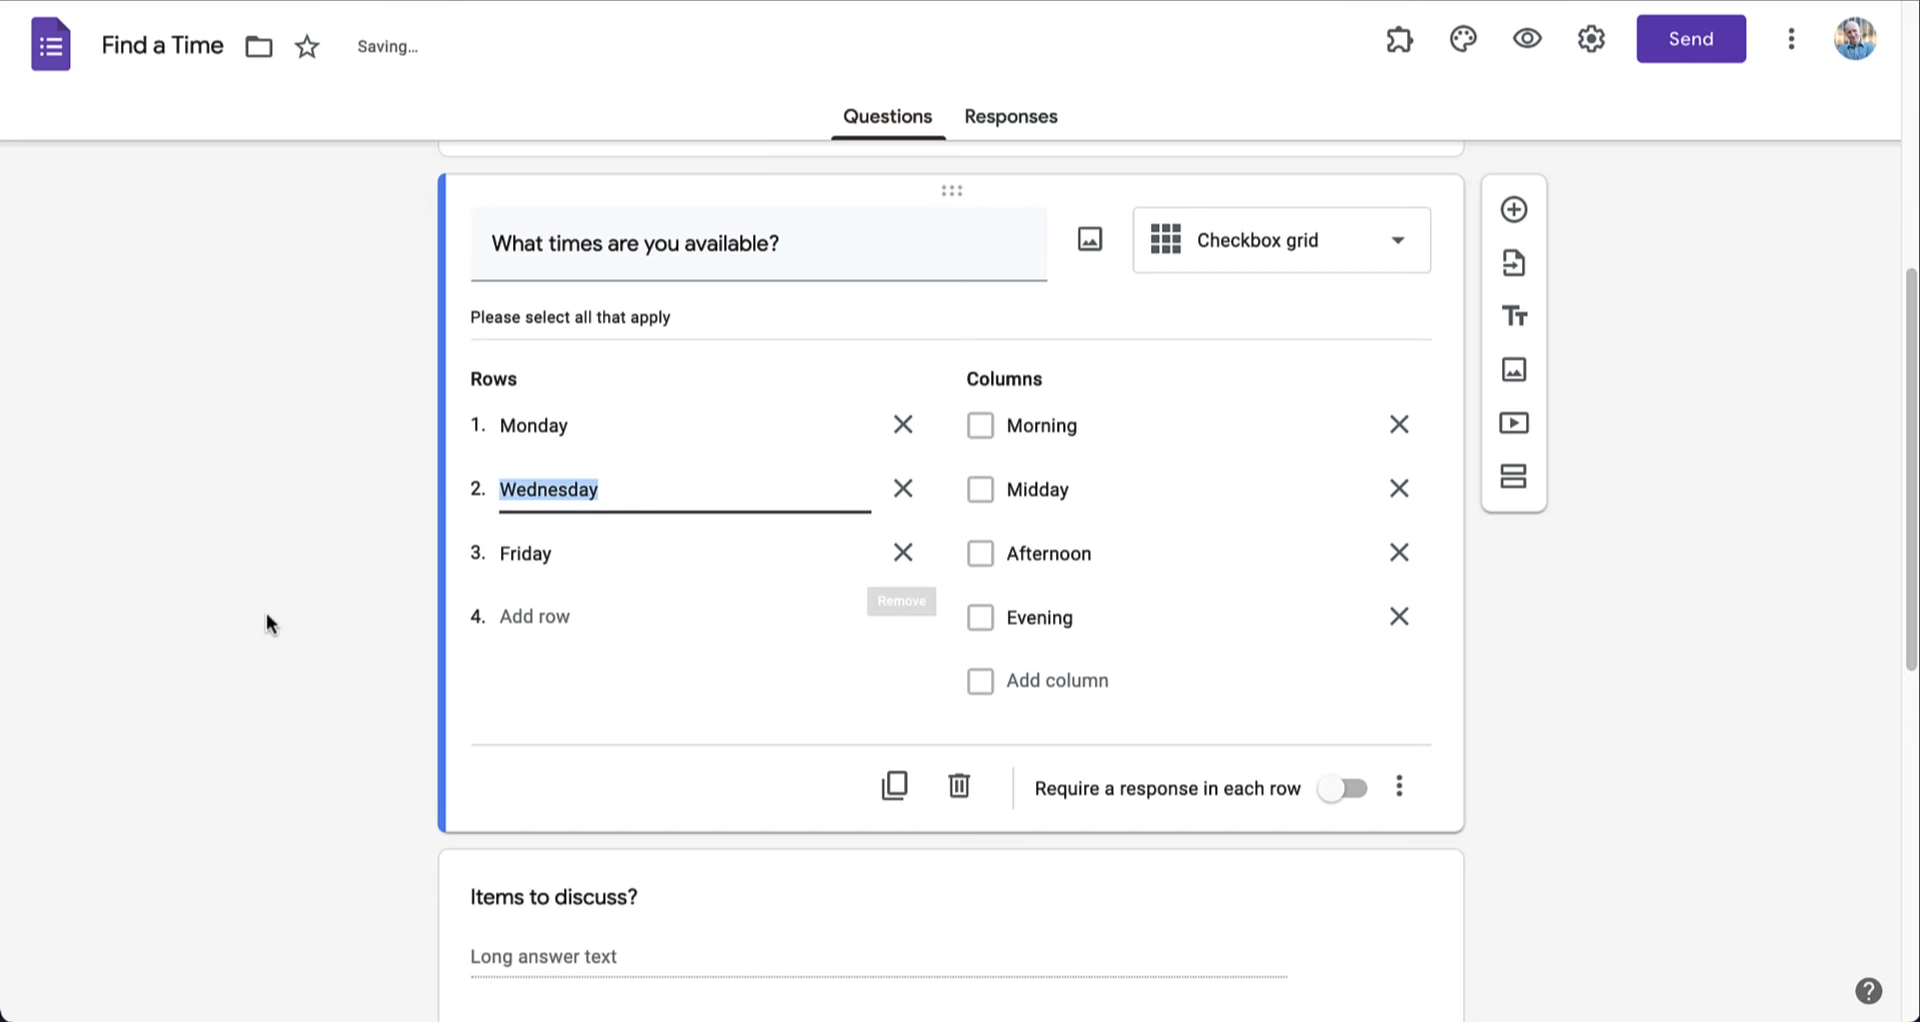 Find a Time
Saving...
Send
Questions
Responses
What times are you available?
Checkbox grid
Please select all that apply
Rows
Columns
1. Monday
Morning
2. Wednesday
Midday
3. Friday
Afternoon
Remove
4. Add row
Evening
Add column
Require a response in each row
Items to discuss?
Long answer text